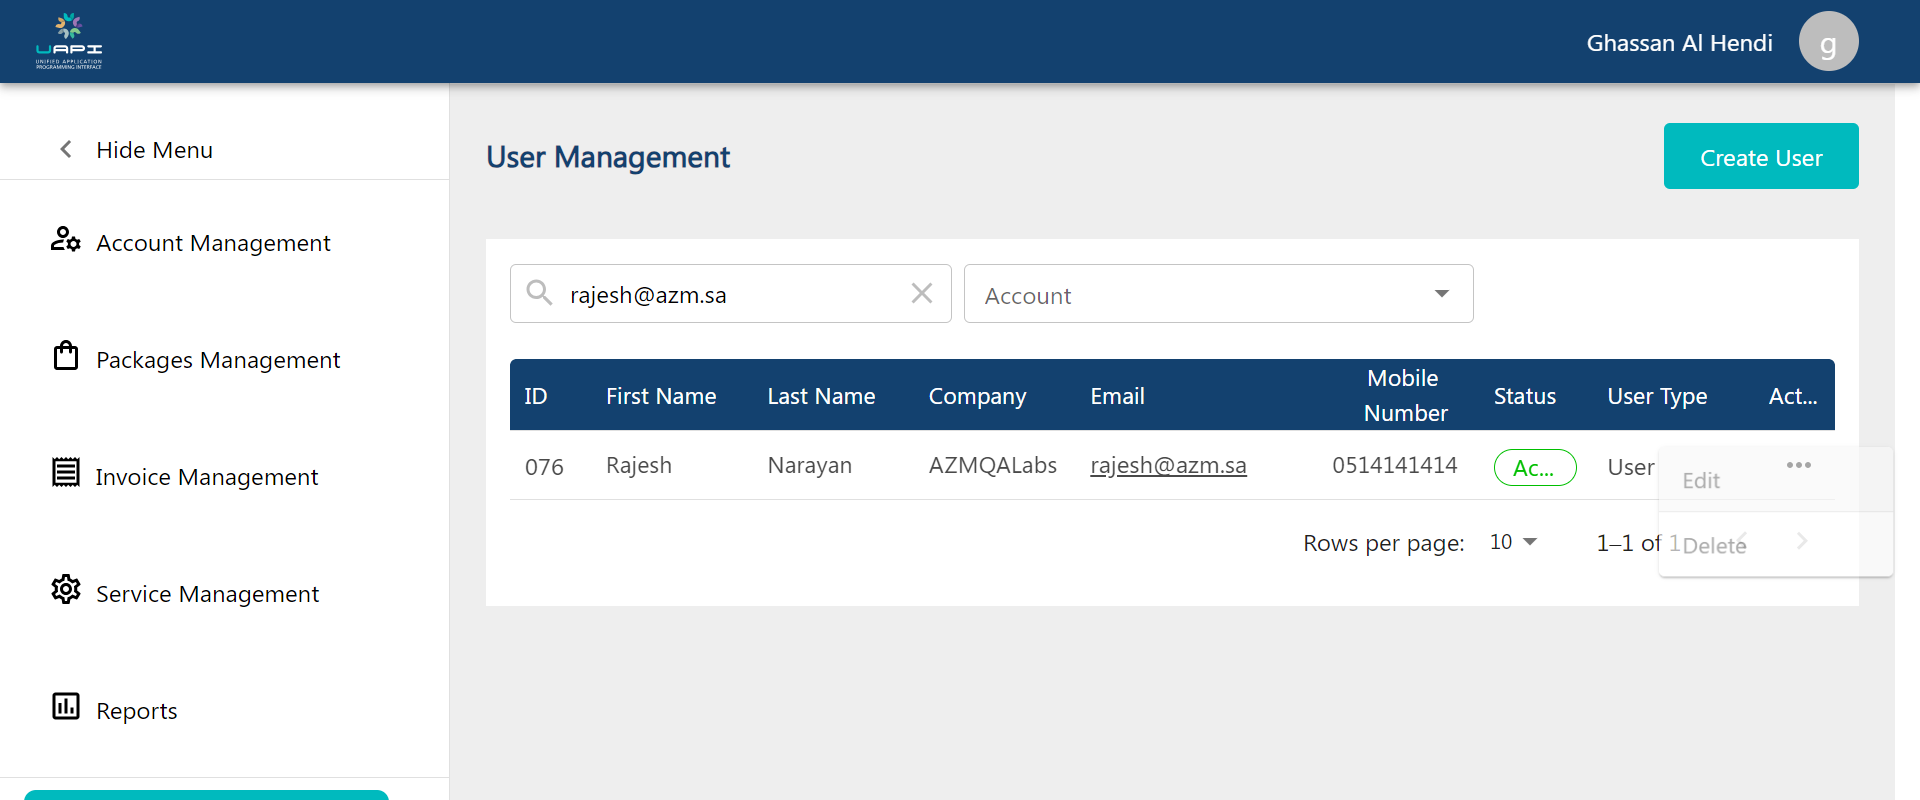 UAPI
UNIFIED APPLICATION
PROGRAMMING INTERFACE
Ghassan Al Hendi
g
Hide Menu
Account Management
Packages Management
Invoice Management
Service Management
Reports
User Management
Create User
rajesh@azm.sa
Account
ID First Name Last Name Company Email Mobile Number Status User Type Act...
076 Rajesh Narayan AZMQALabs rajesh@azm.sa 0514141414 Ac... User
Edit
Delete
Rows per page: 10 1–1 of 1